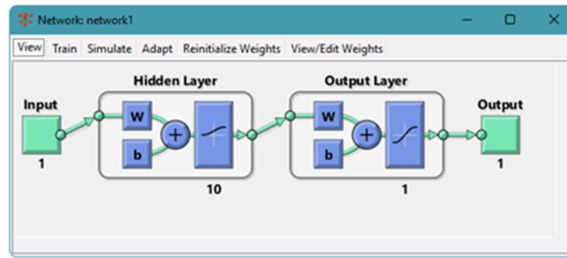 Network: network1
View Train Simulate Adapt Reinitialize Weights View/Edit Weights
Hidden Layer Output Layer
Input Output
W W
b b
+ +
1 10 1 1